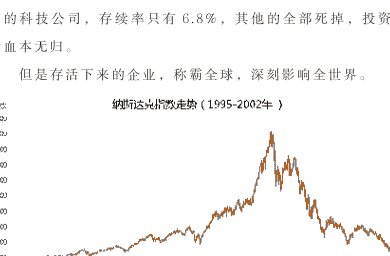 的科技公司，存续率只有 6.8%，其他的全部死掉，投资
血本无归。
但是存活下来的企业，称霸全球，深刻影响全世界。
纳斯达克指数走势（1995-2002年 ）